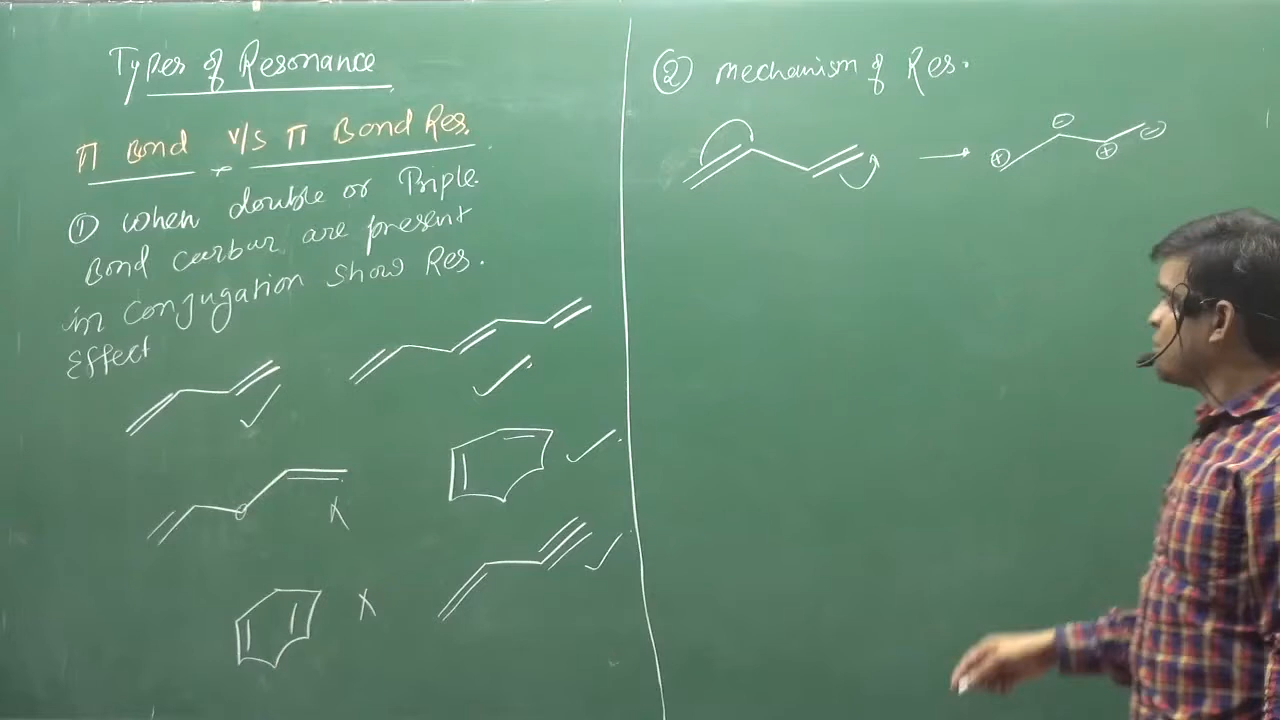 Types of Resonance
π Bond v/s π Bond Res.
① When double or Triple
Bond carbun are present
in Conjugation Show Res.
Effect
② mechanism of Res.
⊕ ⊖ ⊕ ⊖